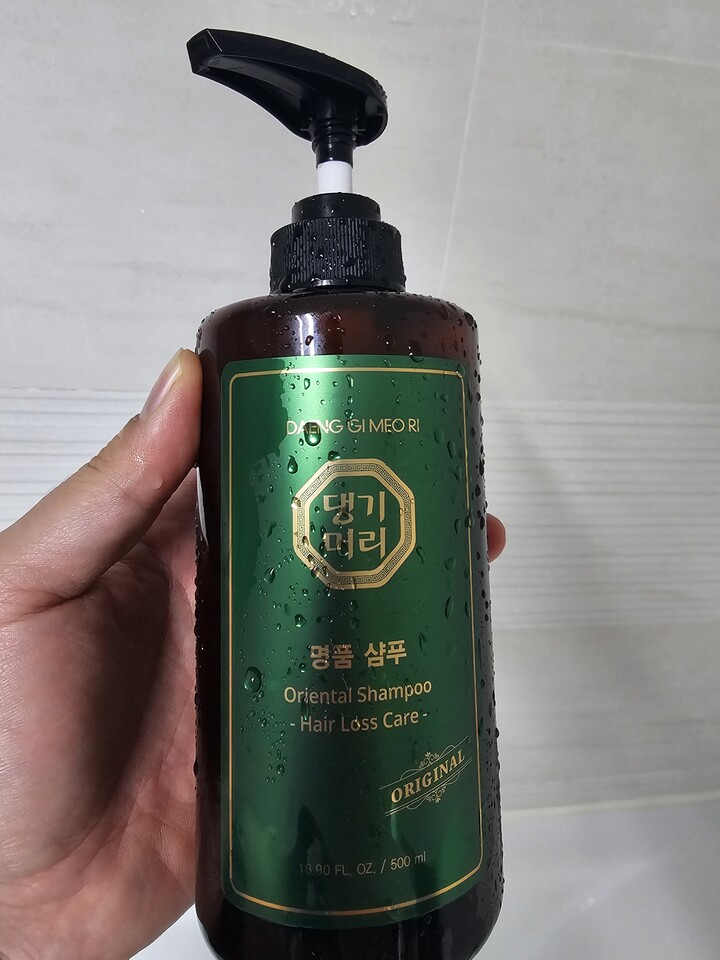 DAENG GI MEO RI
댕기
머리
명품 샴푸
Oriental Shampoo
- Hair Loss Care -
ORIGINAL
16.90 FL. OZ. / 500 ml